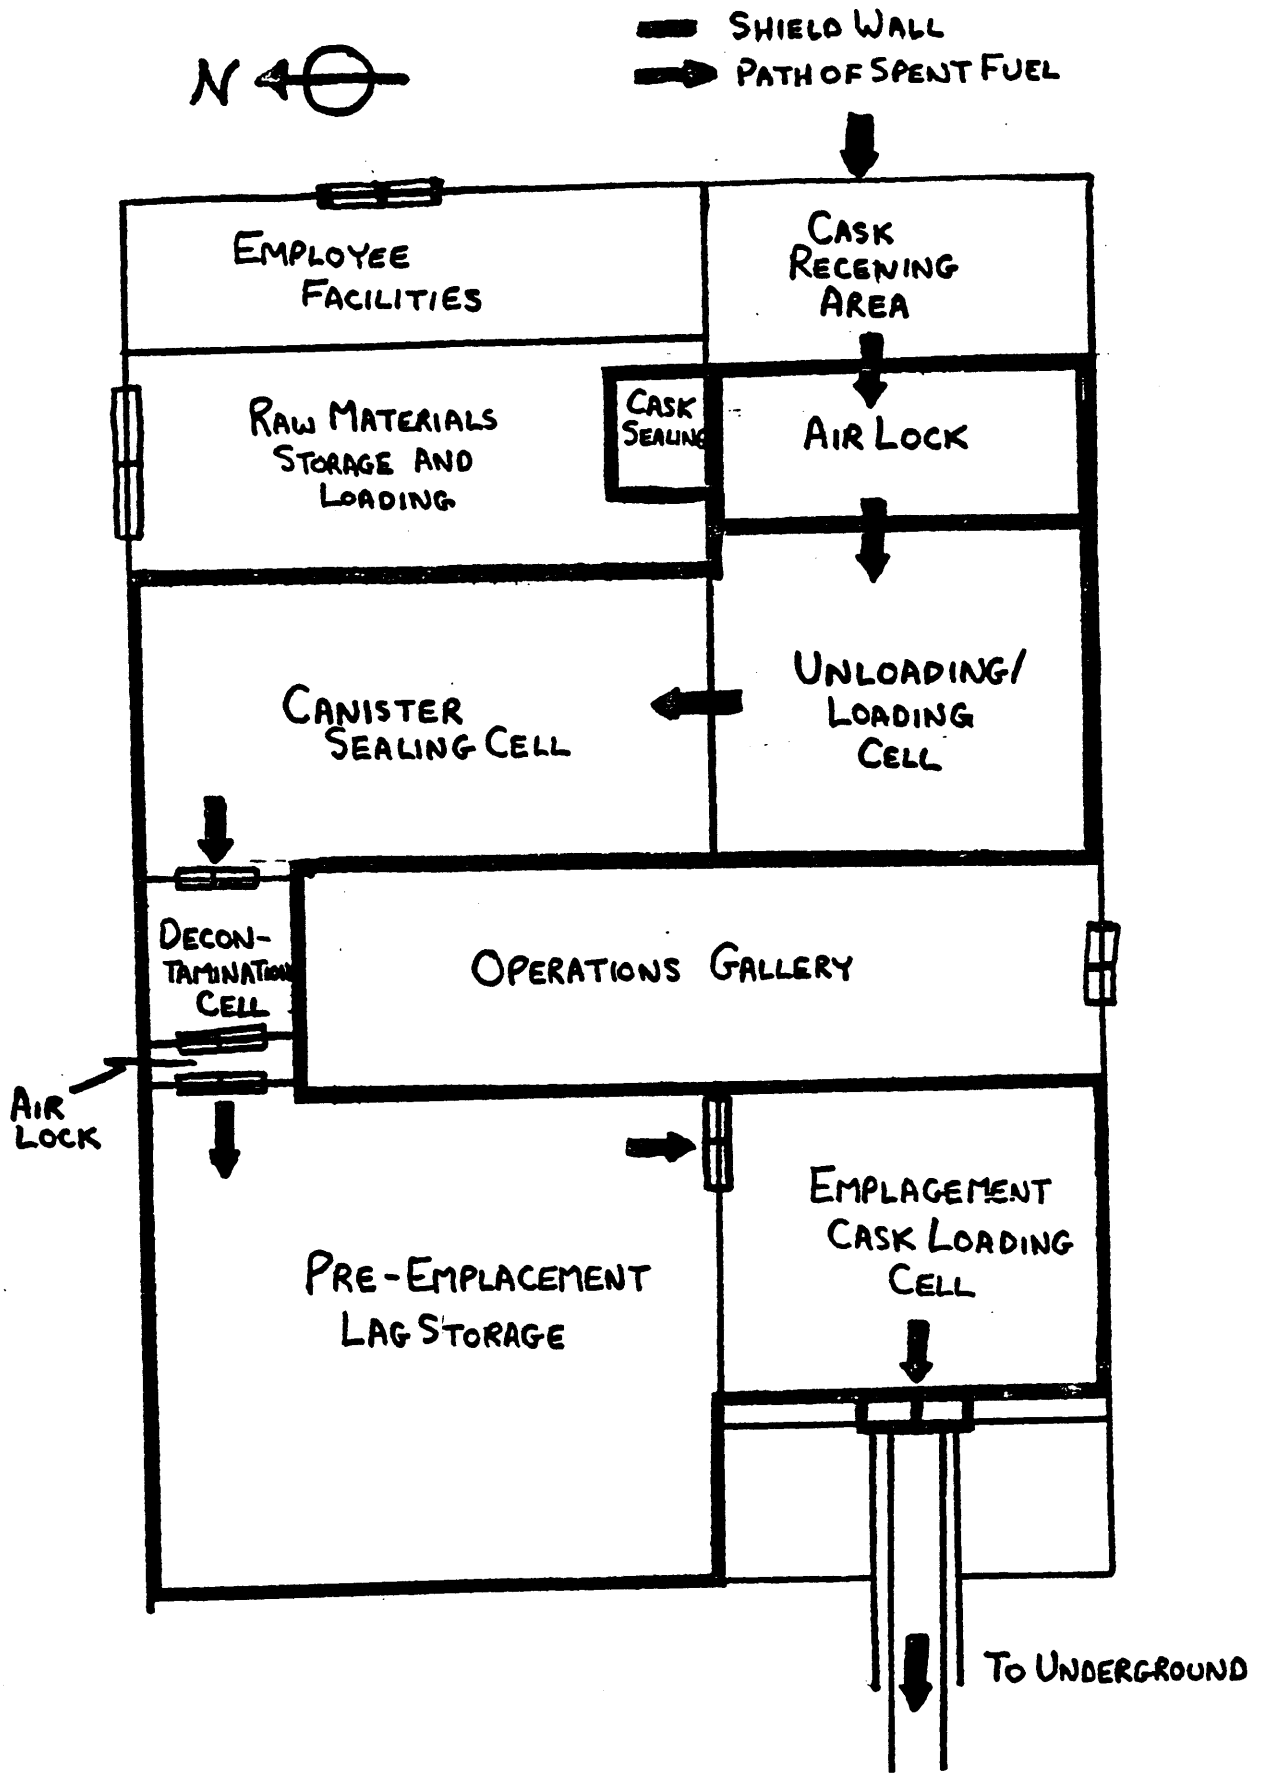 SHIELD WALL
N
PATH OF SPENT FUEL
EMPLOYEE
FACILITIES
CASK
RECEIVING
AREA
RAW MATERIALS
STORAGE AND
LOADING
CASK
SEALING
AIR LOCK
CANISTER
SEALING CELL
UNLOADING/
LOADING
CELL
DECON-
TAMINATION
CELL
OPERATIONS GALLERY
AIR
LOCK
EMPLACEMENT
CASK LOADING
CELL
PRE-EMPLACEMENT
LAG STORAGE
TO UNDERGROUND